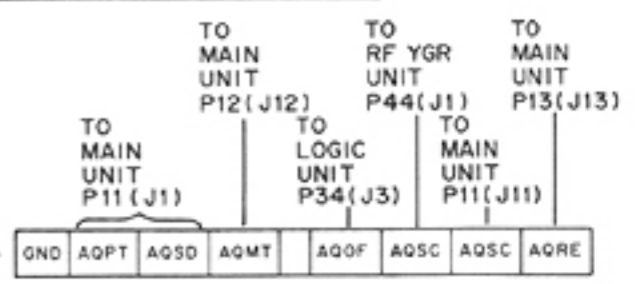 TO
MAIN
UNIT
P12(J12)
TO
RF YGR
UNIT
P44(J1)
TO
MAIN
UNIT
P13(J13)
TO
MAIN
UNIT
P11(J1)
TO
LOGIC
UNIT
P34(J3)
TO
MAIN
UNIT
P11(J11)
GND AQPT AQSD AQMT AQOF AQSC AQSC AQRE